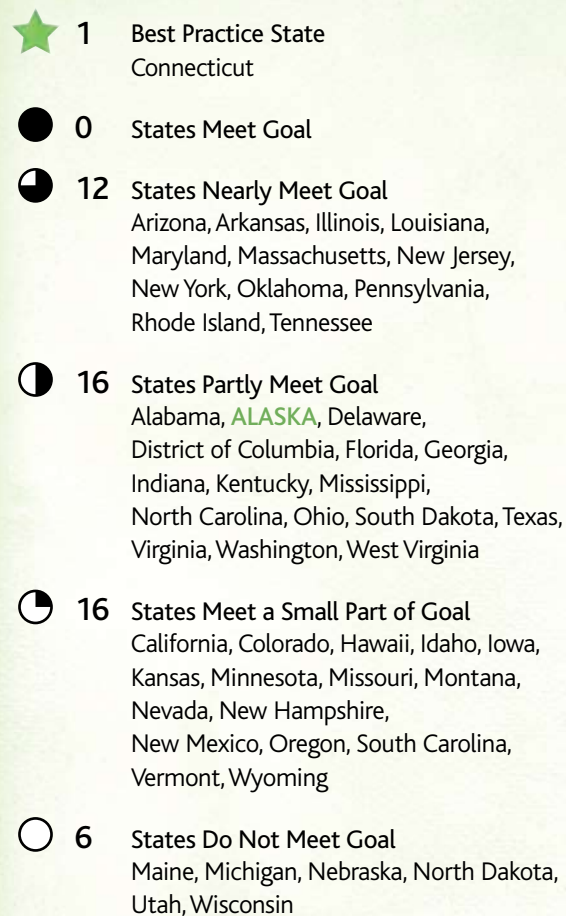 1 Best Practice State
Connecticut
0 States Meet Goal
12 States Nearly Meet Goal
Arizona, Arkansas, Illinois, Louisiana,
Maryland, Massachusetts, New Jersey,
New York, Oklahoma, Pennsylvania,
Rhode Island, Tennessee
16 States Partly Meet Goal
Alabama, ALASKA, Delaware,
District of Columbia, Florida, Georgia,
Indiana, Kentucky, Mississippi,
North Carolina, Ohio, South Dakota, Texas,
Virginia, Washington, West Virginia
16 States Meet a Small Part of Goal
California, Colorado, Hawaii, Idaho, Iowa,
Kansas, Minnesota, Missouri, Montana,
Nevada, New Hampshire,
New Mexico, Oregon, South Carolina,
Vermont, Wyoming
6 States Do Not Meet Goal
Maine, Michigan, Nebraska, North Dakota,
Utah, Wisconsin